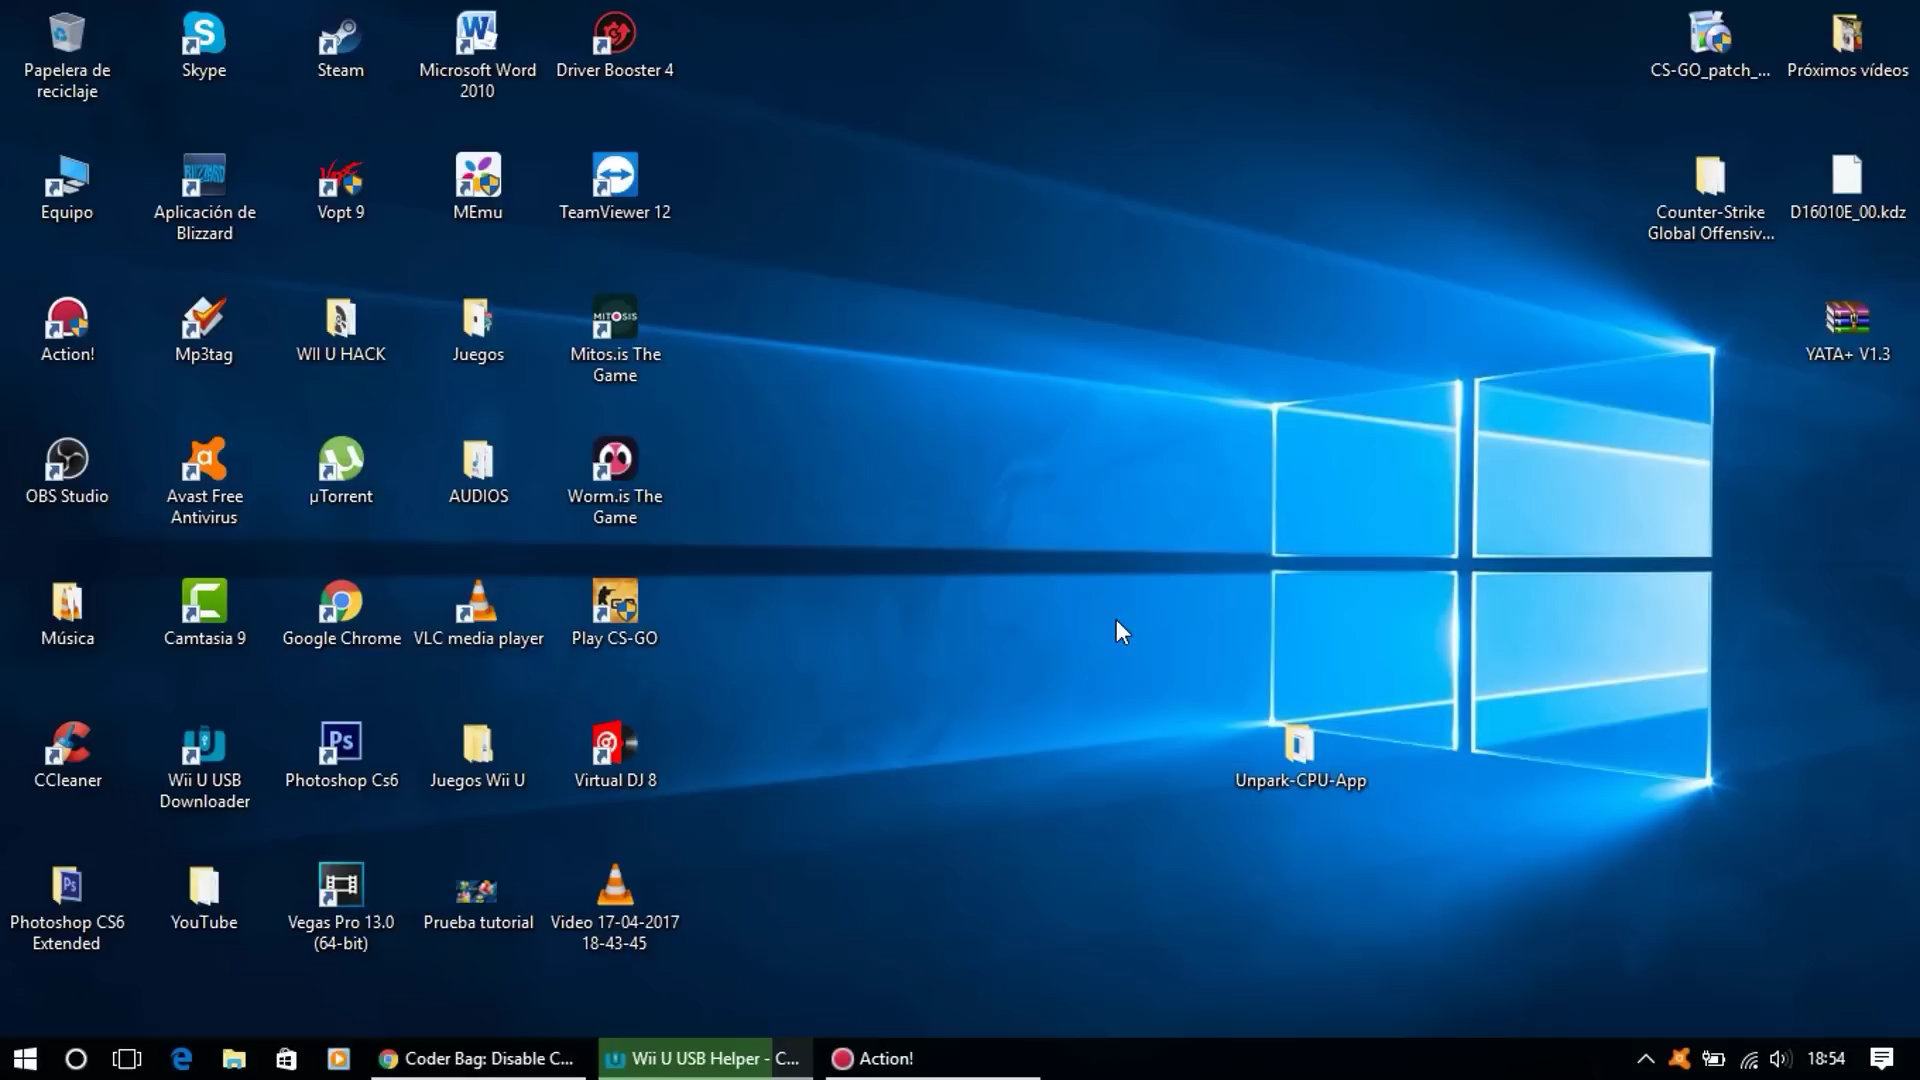 Papelera de
reciclaje
Skype
Steam
Microsoft Word
2010
Driver Booster 4
CS-GO_patch_...
Próximos vídeos
Equipo
Aplicación de
Blizzard
Vopt 9
MEmu
TeamViewer 12
Counter-Strike
Global Offensiv...
D16010E_00.kdz
Action!
Mp3tag
WII U HACK
Juegos
MITOSIS
Mitos.is The
Game
YATA+ V1.3
OBS Studio
Avast Free
Antivirus
µTorrent
AUDIOS
Worm.is The
Game
Música
Camtasia 9
Google Chrome
VLC media player
Play CS-GO
CCleaner
Wii U USB
Downloader
Ps
Photoshop Cs6
Juegos Wii U
Virtual DJ 8
Unpark-CPU-App
Ps
Photoshop CS6
Extended
YouTube
Vegas Pro 13.0
(64-bit)
Prueba tutorial
Video 17-04-2017
18-43-45
Coder Bag: Disable C...
Wii U USB Helper - C...
Action!
18:54